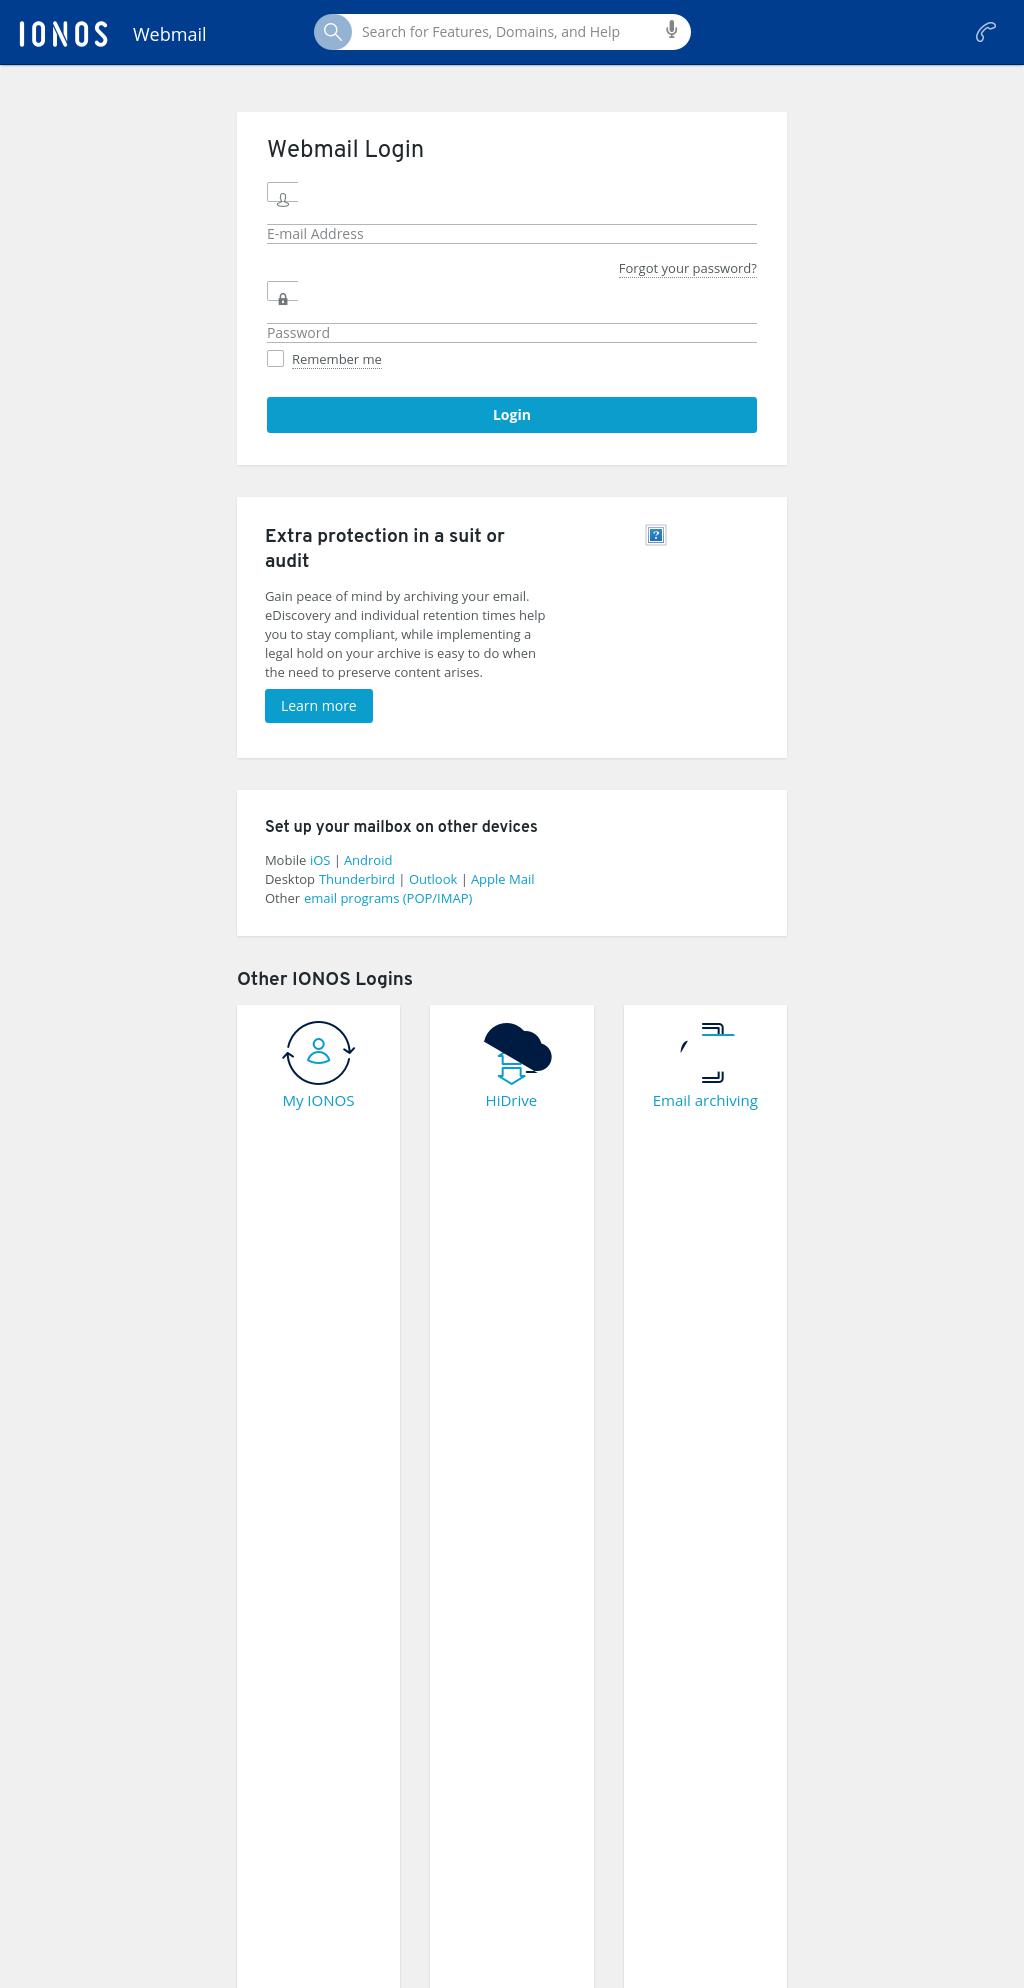 IONOS Webmail
Search for Features, Domains, and Help
Webmail Login
E-mail Address
Forgot your password?
Password
Remember me
Login
Extra protection in a suit or
audit
Gain peace of mind by archiving your email.
eDiscovery and individual retention times help
you to stay compliant, while implementing a
legal hold on your archive is easy to do when
the need to preserve content arises.
Learn more
Set up your mailbox on other devices
Mobile iOS | Android
Desktop Thunderbird | Outlook | Apple Mail
Other email programs (POP/IMAP)
Other IONOS Logins
My IONOS
HiDrive
Email archiving